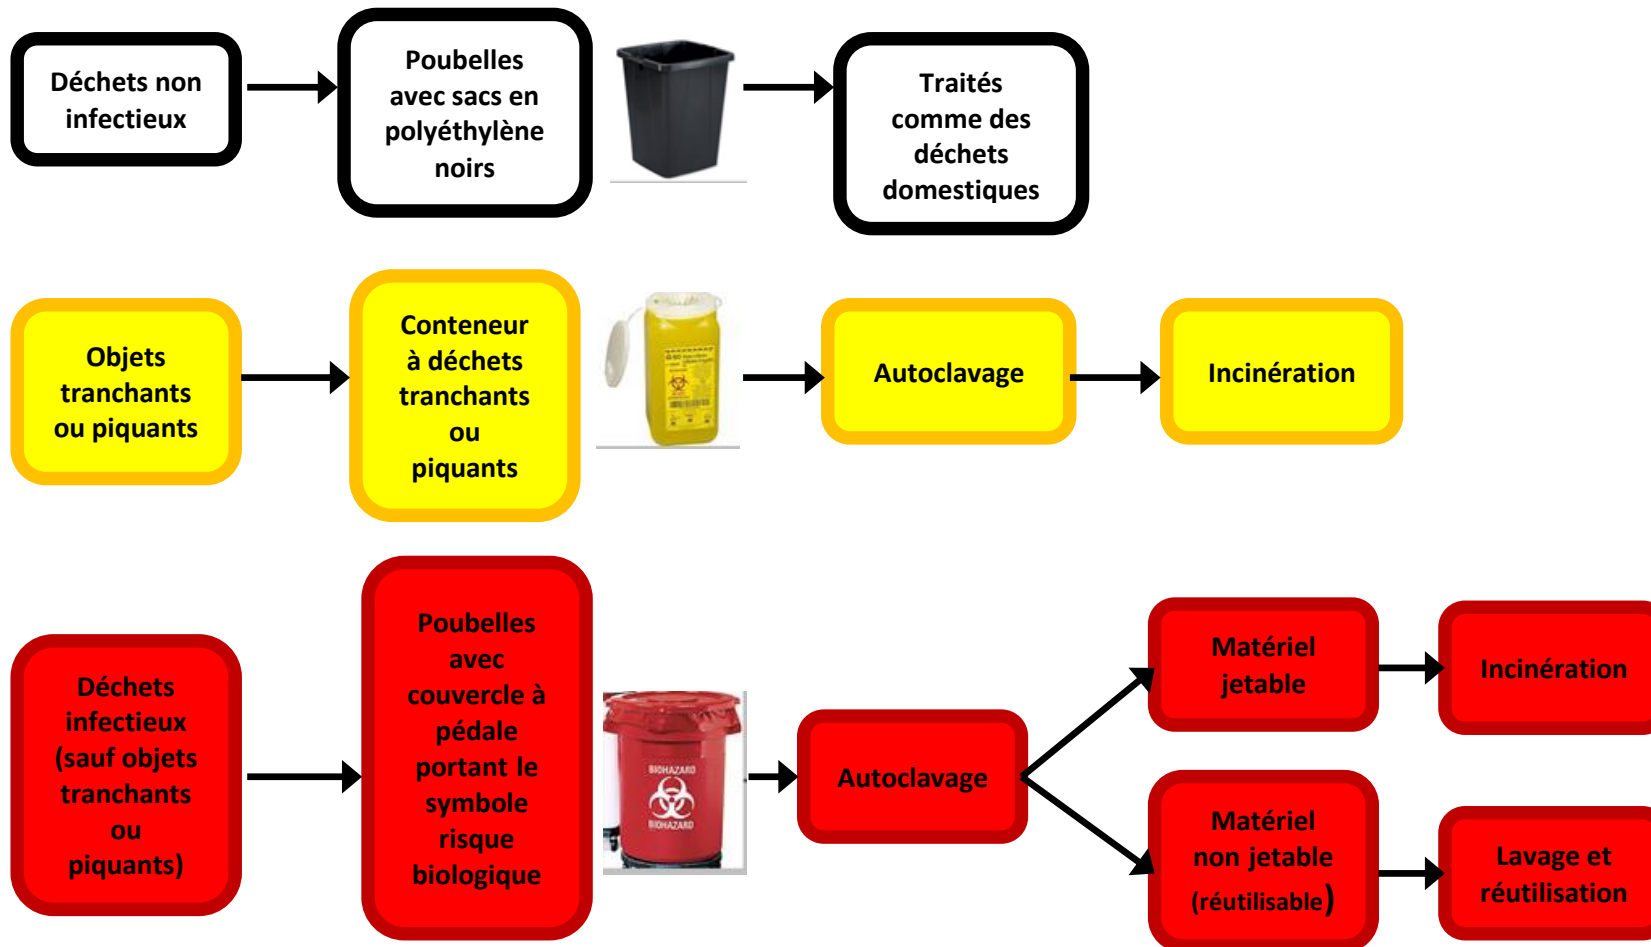 Déchets non
infectieux
Poubelles
avec sacs en
polyéthylène
noirs
Traités
comme des
déchets
domestiques
Objets
tranchants
ou piquants
Conteneur
à déchets
tranchants
ou
piquants
Autoclavage
Incinération
Déchets
infectieux
(sauf objets
tranchants
ou
piquants)
Poubelles
avec
couvercle à
pédale
portant le
symbole
risque
biologique
BIOHAZARD
BIOHAZARD
Autoclavage
Matériel
jetable
Incinération
Matériel
non jetable
(réutilisable)
Lavage et
réutilisation